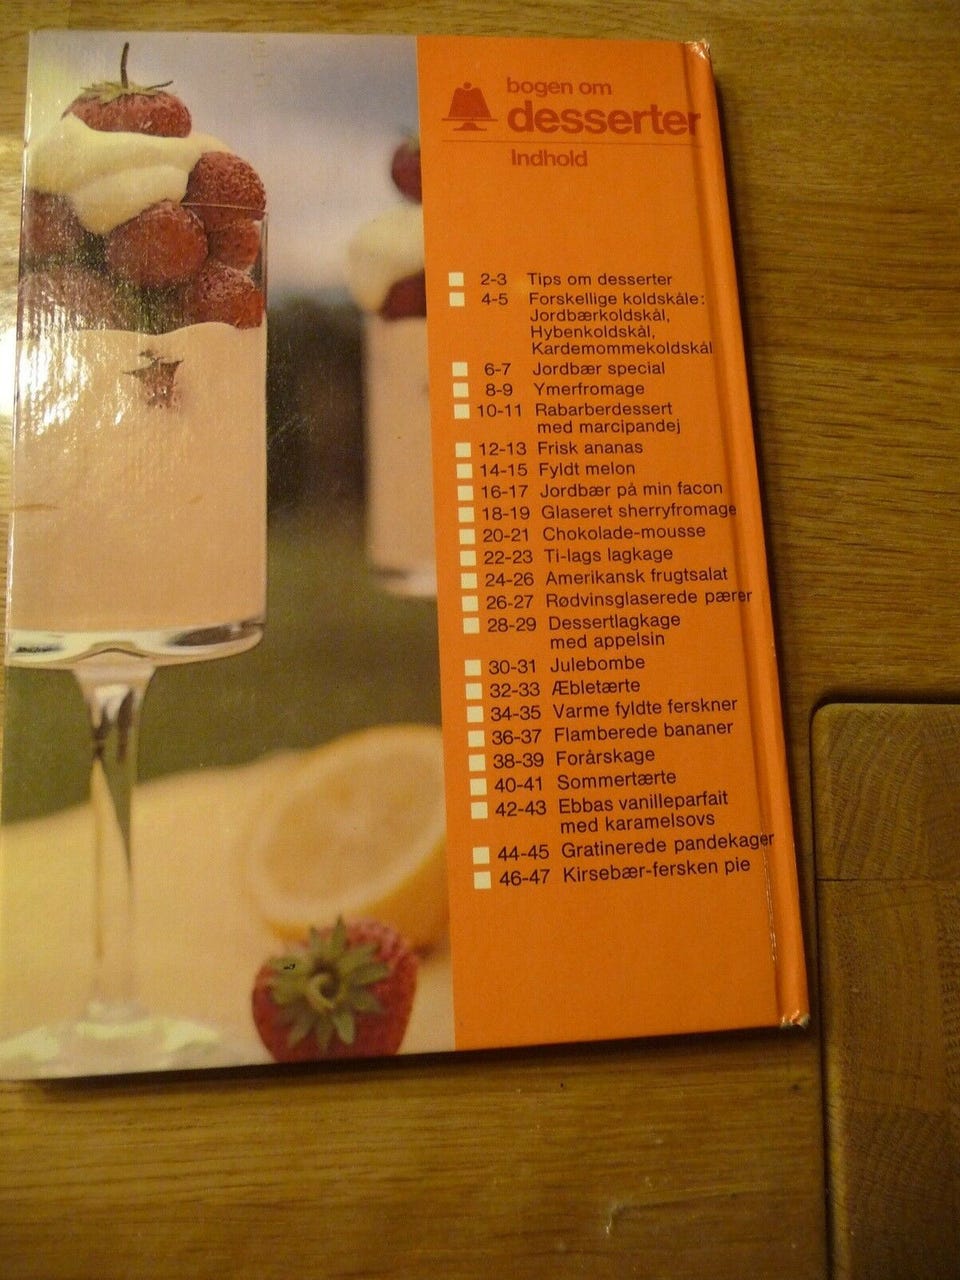 bogen om
desserter
Indhold
2-3 Tips om desserter
4-5 Forskellige koldskåle:
Jordbærkoldskål,
Hybenkoldskål,
Kardemommekoldskål
6-7 Jordbær special
8-9 Ymerfromage
10-11 Rabarberdessert
med marcipandej
12-13 Frisk ananas
14-15 Fyldt melon
16-17 Jordbær på min facon
18-19 Glaseret sherryfromage
20-21 Chokolade-mousse
22-23 Ti-lags lagkage
24-26 Amerikansk frugtsalat
26-27 Rødvinsglaserede pærer
28-29 Dessertlagkage
med appelsin
30-31 Julebombe
32-33 Æbletærte
34-35 Varme fyldte ferskner
36-37 Flamberede bananer
38-39 Forårskage
40-41 Sommertærte
42-43 Ebbas vanilleparfait
med karamelsovs
44-45 Gratinerede pandekager
46-47 Kirsebær-fersken pie